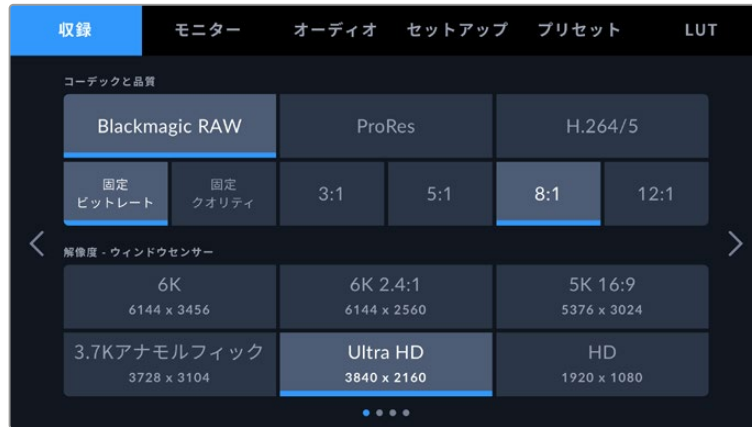 収録 モニター オーディオ セットアップ プリセット LUT
コーデックと品質
Blackmagic RAW ProRes H.264/5
固定
ビットレート
固定
クオリティ
3:1 5:1 8:1 12:1
解像度 - ウィンドウセンサー
6K
6144 x 3456
6K 2.4:1
6144 x 2560
5K 16:9
5376 x 3024
3.7Kアナモルフィック
3728 x 3104
Ultra HD
3840 x 2160
HD
1920 x 1080